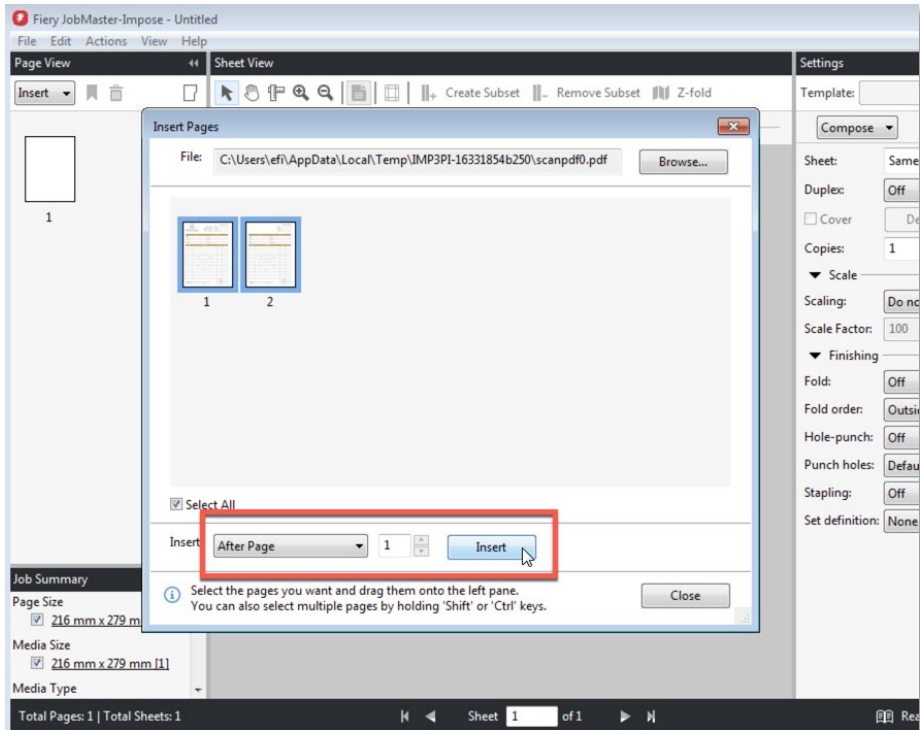 Fiery JobMaster-Impose - Untitled
File Edit Actions View Help
Page View
Sheet View
Settings
Insert
Create Subset
Remove Subset
Z-fold
Template:
Compose
1
Insert Pages
File: C:\Users\efi\AppData\Local\Temp\IMP3PI-16331854b250\scanpdf0.pdf Browse...
1 2
Select All
Insert After Page 1 Insert
Select the pages you want and drag them onto the left pane.
You can also select multiple pages by holding 'Shift' or 'Ctrl' keys.
Close
Sheet: Same
Duplex: Off
Cover
Copies: 1
Scale
Scaling: Do
Scale Factor: 100
Finishing
Fold: Off
Fold order:
Hole-punch: Off
Punch holes:
Stapling: Off
Set definition: None
Job Summary
Page Size
216 mm x 279 m
Media Size
216 mm x 279 mm [1]
Media Type
Total Pages: 1 | Total Sheets: 1
Sheet 1 of 1